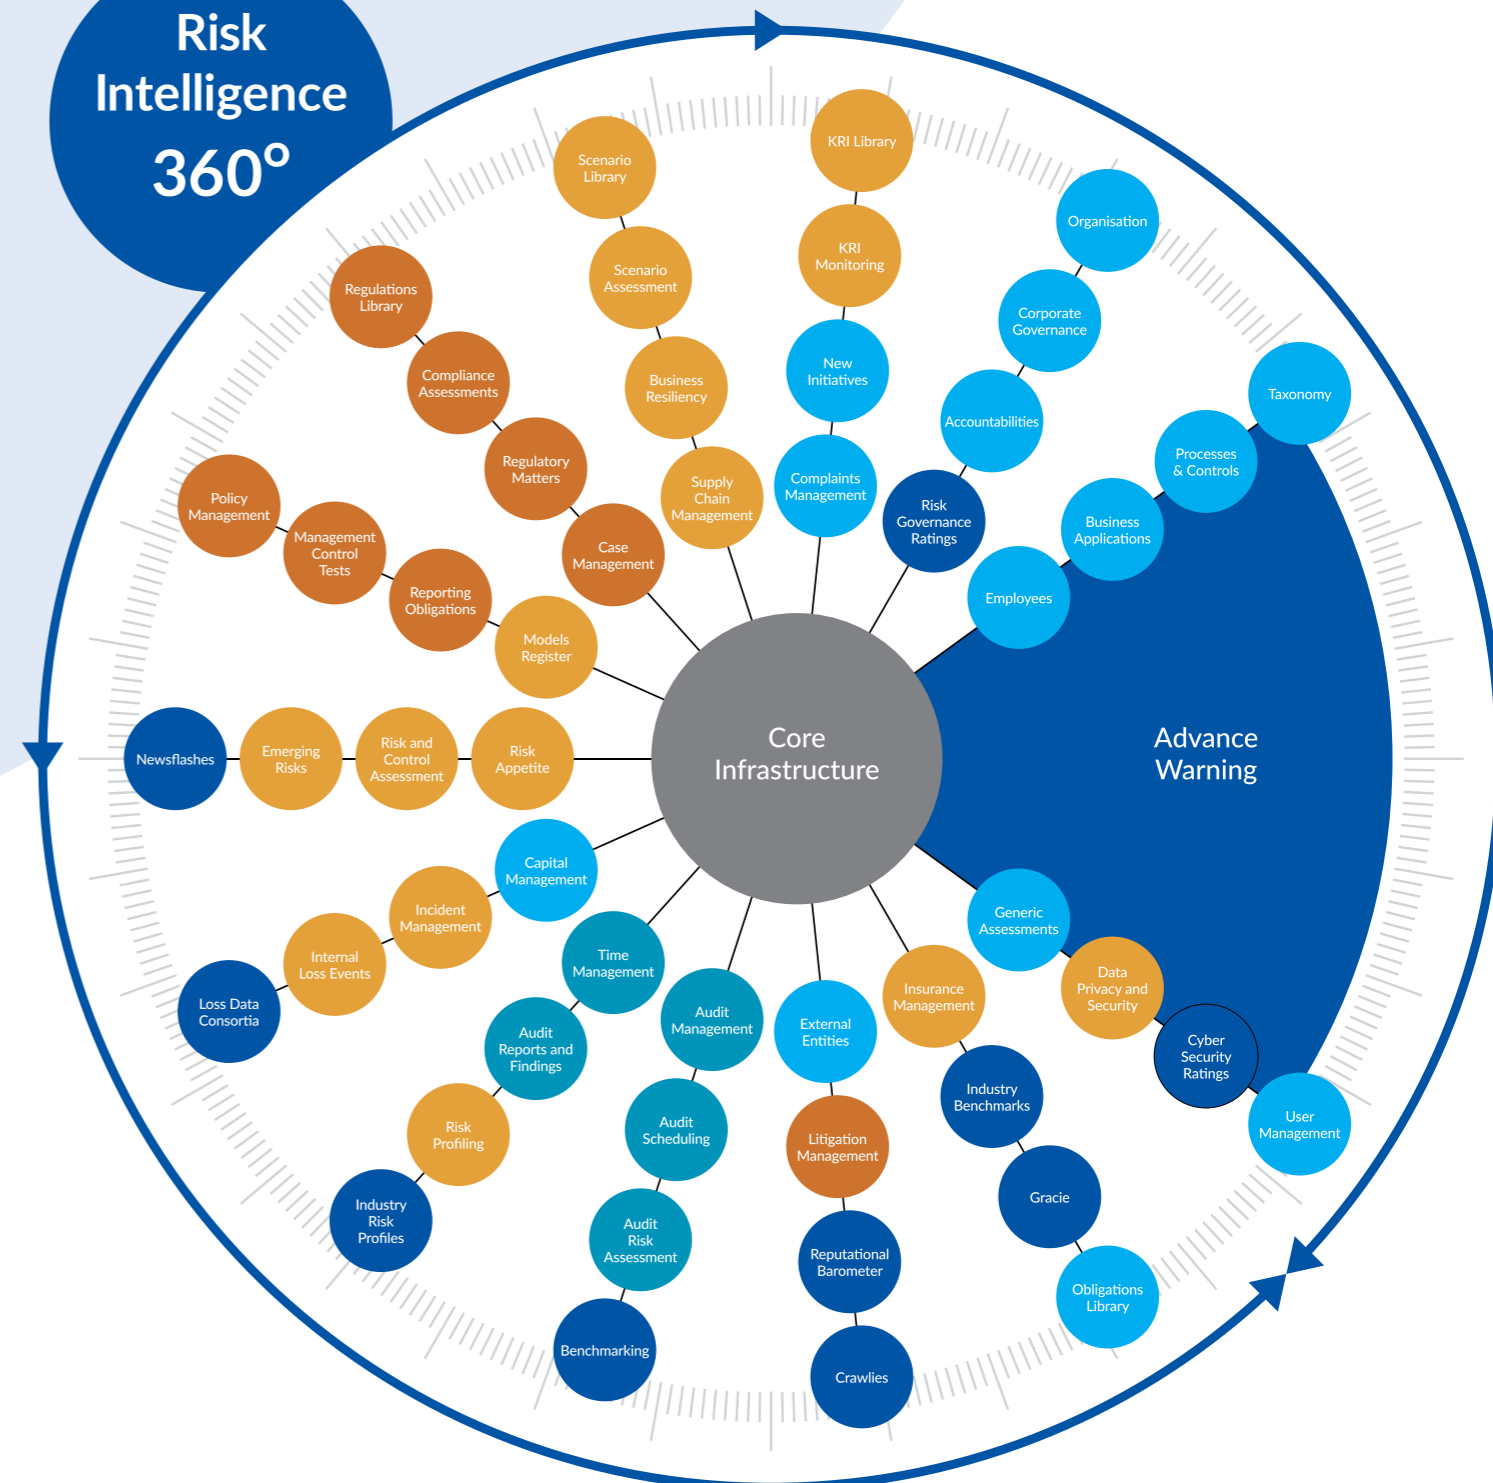 Risk
Intelligence
360°
KRI Library
KRI
Monitoring
New
Initiatives
Complaints
Management
Organisation
Corporate
Governance
Accountabilities
Risk
Governance
Ratings
Taxonomy
Processes
& Controls
Business
Applications
Employees
Advance
Warning
Core
Infrastructure
Generic
Assessments
Data
Privacy and
Security
Cyber
Security
Ratings
User
Management
Insurance
Management
Industry
Benchmarks
Gracie
Obligations
Library
External
Entities
Litigation
Management
Reputational
Barometer
Crawlies
Audit
Management
Audit
Scheduling
Audit
Risk
Assessment
Benchmarking
Time
Management
Audit
Reports and
Findings
Risk
Profiling
Industry
Risk
Profiles
Capital
Management
Incident
Management
Internal
Loss Events
Loss Data
Consortia
Risk
Appetite
Risk and
Control
Assessment
Emerging
Risks
Newsflashes
Models
Register
Reporting
Obligations
Management
Control
Tests
Policy
Management
Case
Management
Regulatory
Matters
Compliance
Assessments
Regulations
Library
Supply
Chain
Management
Business
Resiliency
Scenario
Assessment
Scenario
Library